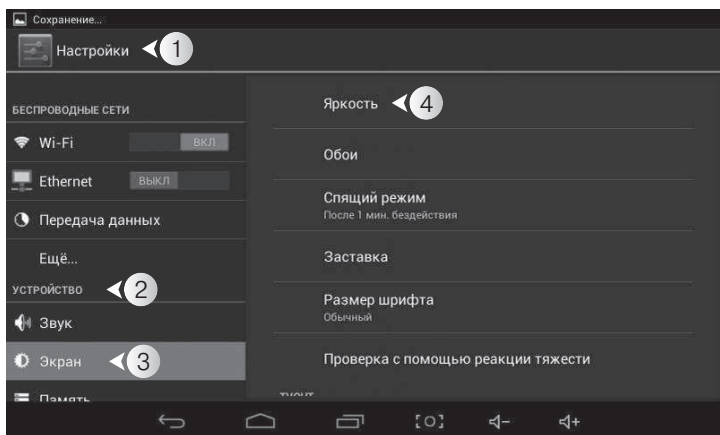 Сохранение...
Настройки
1
БЕСПРОВОДНЫЕ СЕТИ
Wi-Fi
ВКЛ
Ethernet
ВЫКЛ
Передача данных
Ещё...
УСТРОЙСТВО
2
Звук
Экран
3
Память
Яркость
4
Обои
Спящий режим
После 1 мин. бездействия
Заставка
Размер шрифта
Обычный
Проверка с помощью реакции тяжести